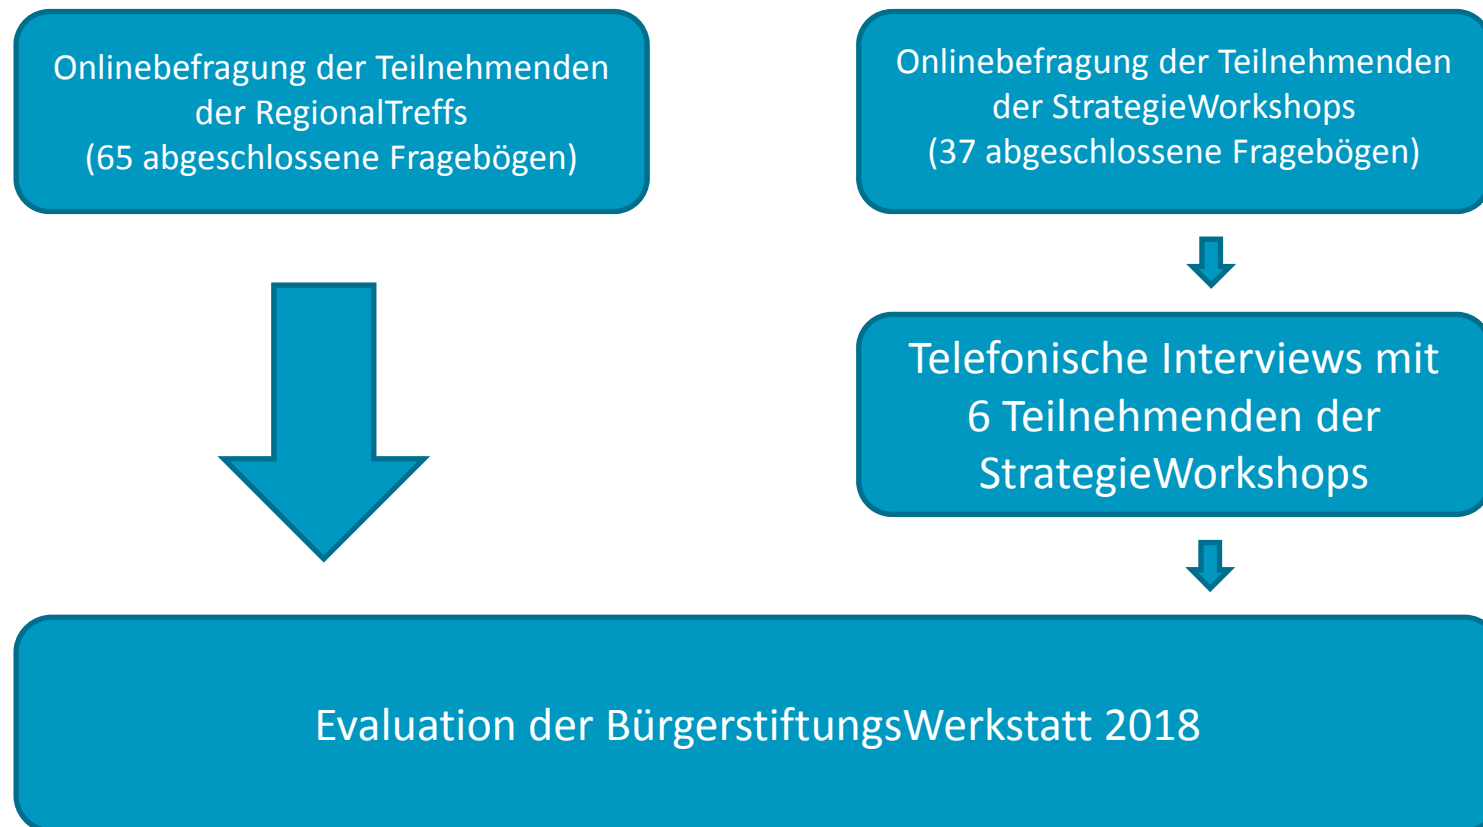 Onlinebefragung der Teilnehmenden
der RegionalTreffs
(65 abgeschlossene Fragebögen)
Onlinebefragung der Teilnehmenden
der StrategieWorkshops
(37 abgeschlossene Fragebögen)
Telefonische Interviews mit
6 Teilnehmenden der
StrategieWorkshops
Evaluation der BürgerstiftungsWerkstatt 2018